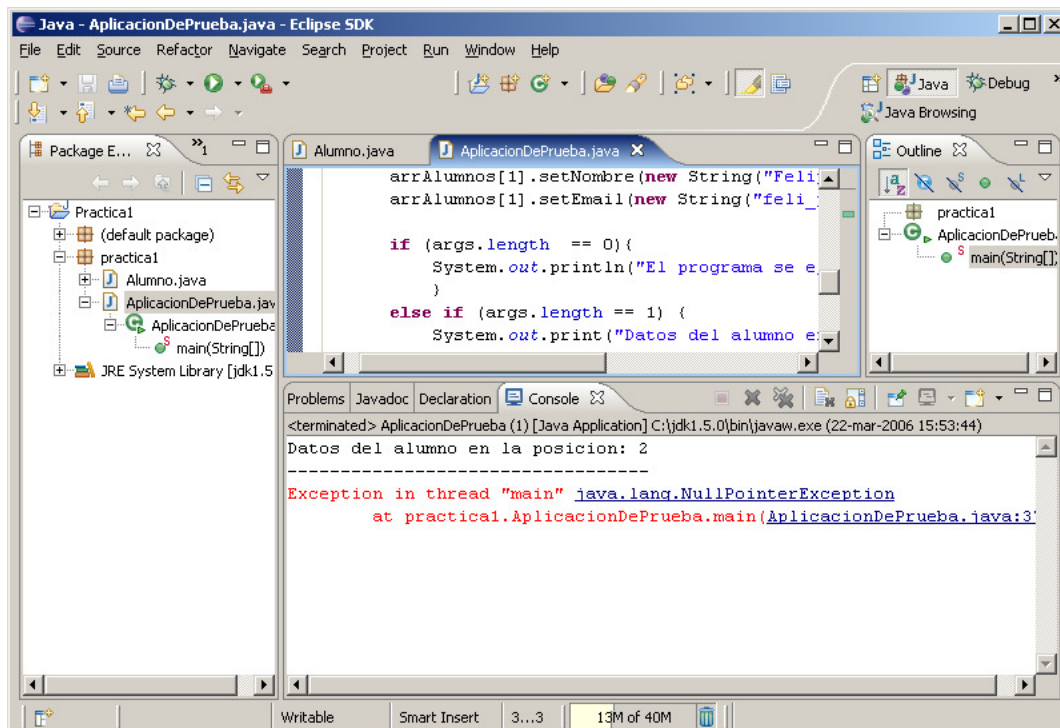 Java - AplicacionDePrueba.java - Eclipse SDK
File Edit Source Refactor Navigate Search Project Run Window Help
Java Debug
Java Browsing
Package E...
Practica1
(default package)
practica1
Alumno.java
AplicacionDePrueba.jav
AplicacionDePrueba
main(String[])
JRE System Library [jdk1.5
Alumno.java AplicacionDePrueba.java
arrAlumnos[1].setNombre(new String("Feli
arrAlumnos[1].setEmail(new String("feli_
if (args.length == 0){
System.out.println("El programa se e
}
else if (args.length == 1) {
System.out.print("Datos del alumno e
Outline
practica1
AplicacionDePrueb
main(String[])
Problems Javadoc Declaration Console
<terminated> AplicacionDePrueba (1) [Java Application] C:\jdk1.5.0\bin\javaw.exe (22-mar-2006 15:53:44)
Datos del alumno en la posicion: 2
----------------------------------
Exception in thread "main" java.lang.NullPointerException
at practica1.AplicacionDePrueba.main(AplicacionDePrueba.java:37
Writable Smart Insert 3...3 13M of 40M